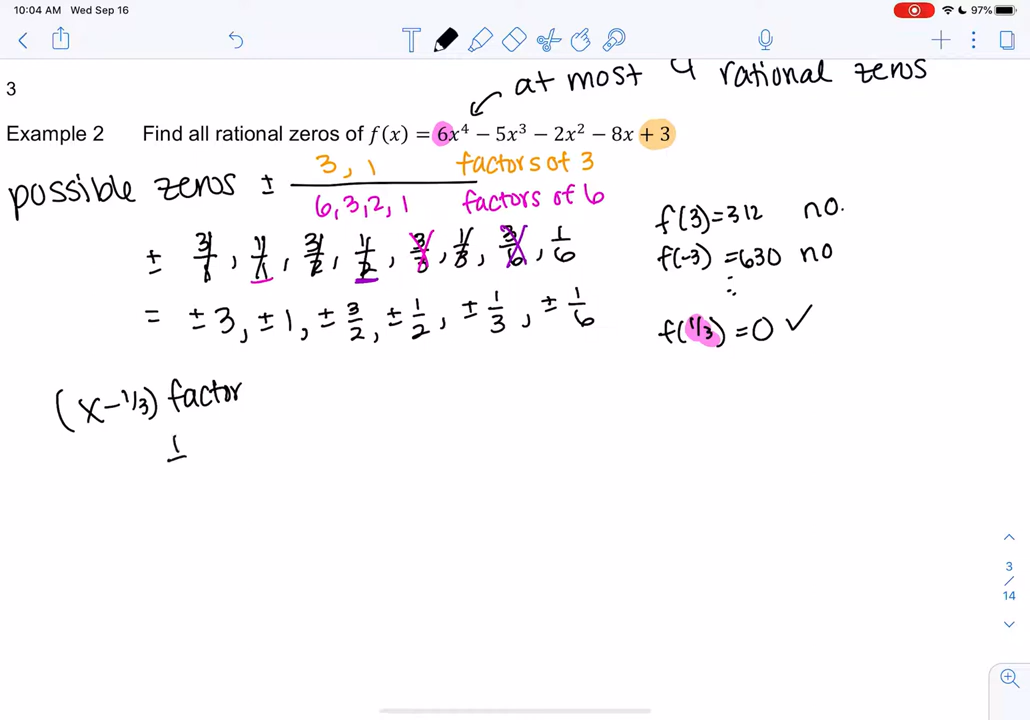 10:04 AM Wed Sep 16 97%
T
3
at most 4 rational zeros
Example 2 Find all rational zeros of f(x) = 6x⁴ − 5x³ − 2x² − 8x + 3
3, 1 factors of 3
possible zeros ±
6, 3, 2, 1 factors of 6
f(3) = 312 no.
± 3/1, 1/1, 3/2, 1/2, 3/3, 1/3, 3/6, 1/6
f(-3) = 630 no
:
= ± 3, ± 1, ± 3/2, ± 1/2, ± 1/3, ± 1/6
f(1/3) = 0 ✓
(x - 1/3) factor
1
3
/
14